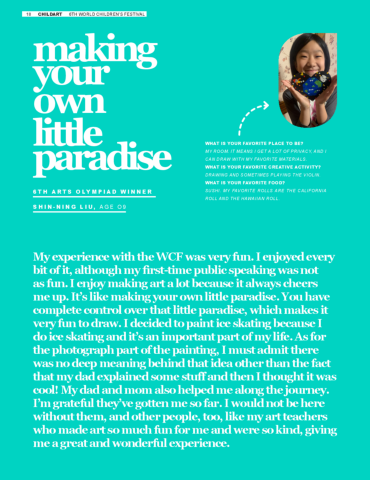 16 CHILDART 6TH WORLD CHILDREN'S FESTIVAL
making
your
own
little
paradise
6TH ARTS OLYMPIAD WINNER
SHIN-NING LIU, AGE 09
WHAT IS YOUR FAVORITE PLACE TO BE?
MY ROOM. IT MEANS I GET A LOT OF PRIVACY, AND I
CAN DRAW WITH MY FAVORITE MATERIALS.
WHAT IS YOUR FAVORITE CREATIVE ACTIVITY?
DRAWING AND SOMETIMES PLAYING THE VIOLIN.
WHAT IS YOUR FAVORITE FOOD?
SUSHI. MY FAVORITE ROLLS ARE THE CALIFORNIA
ROLL AND THE HAWAIIAN ROLL.
My experience with the WCF was very fun. I enjoyed every
bit of it, although my first-time public speaking was not
as fun. I enjoy making art a lot because it always cheers
me up. It's like making your own little paradise. You have
complete control over that little paradise, which makes it
very fun to draw. I decided to paint ice skating because I
do ice skating and it's an important part of my life. As for
the photograph part of the painting, I must admit there
was no deep meaning behind that idea other than the fact
that my dad explained some stuff and then I thought it was
cool! My dad and mom also helped me along the journey.
I'm grateful they've gotten me so far. I would not be here
without them, and other people, too, like my art teachers
who made art so much fun for me and were so kind, giving
me a great and wonderful experience.